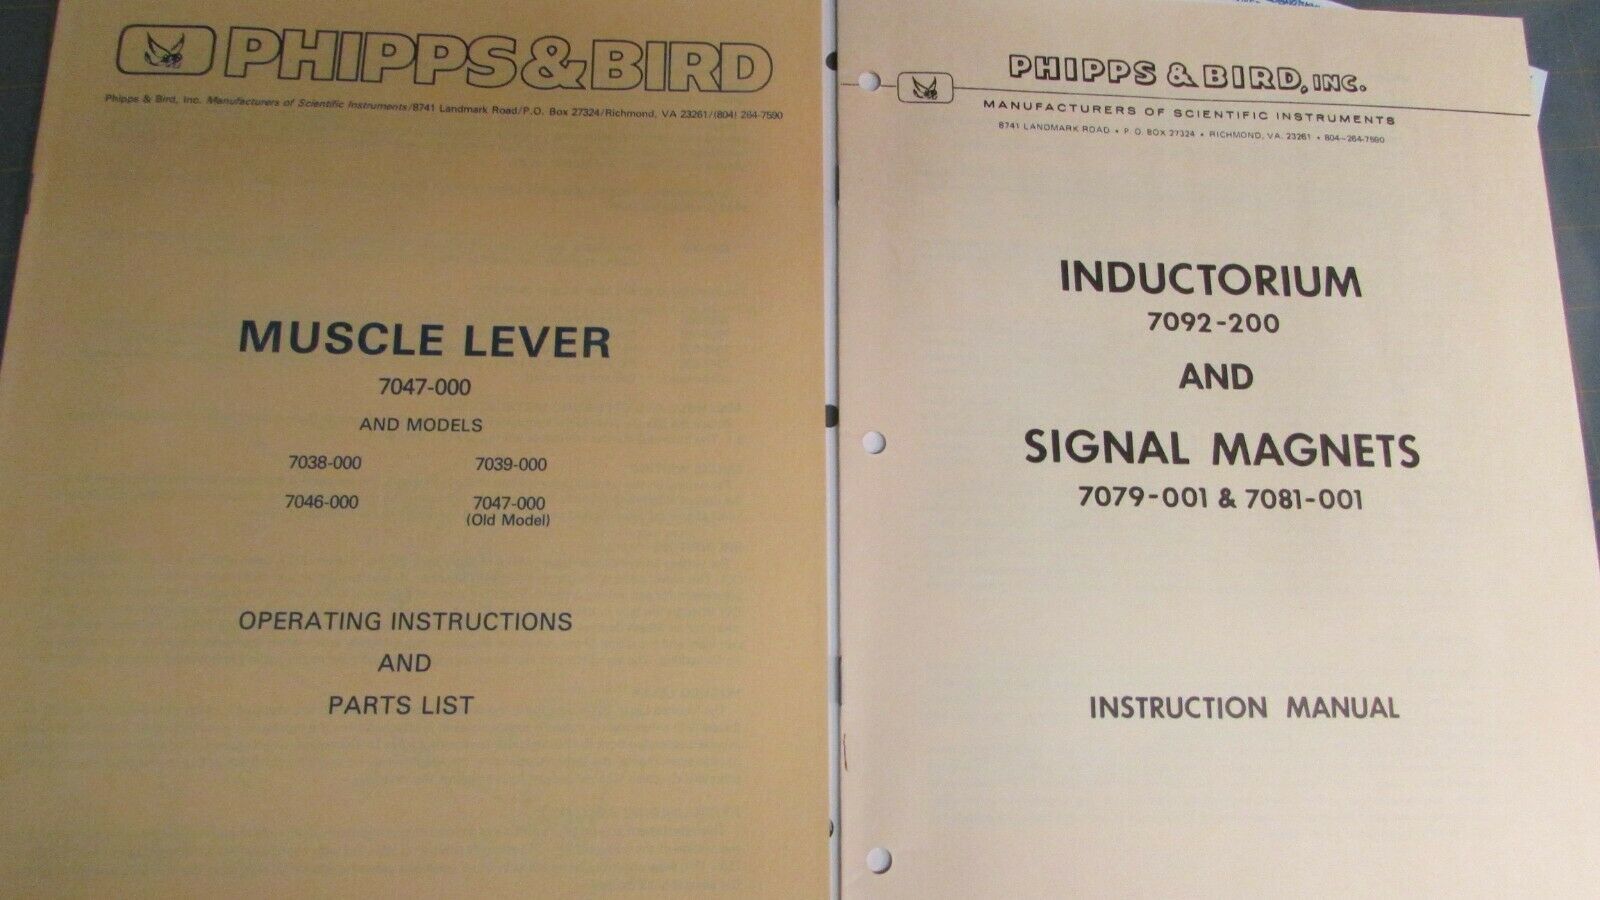 PHIPPS & BIRD
Phipps & Bird, Inc. Manufacturers of Scientific Instruments/8741 Landmark Road/P.O. Box 27324/Richmond, VA 23261/(804) 264-7590
MUSCLE LEVER
7047-000
AND MODELS
7038-000 7039-000
7046-000 7047-000
(Old Model)
OPERATING INSTRUCTIONS
AND
PARTS LIST
PHIPPS & BIRD, INC.
MANUFACTURERS OF SCIENTIFIC INSTRUMENTS
8741 LANDMARK ROAD • P.O. BOX 27324 • RICHMOND, VA. 23261 • 804-264-7590
INDUCTORIUM
7092-200
AND
SIGNAL MAGNETS
7079-001 & 7081-001
INSTRUCTION MANUAL